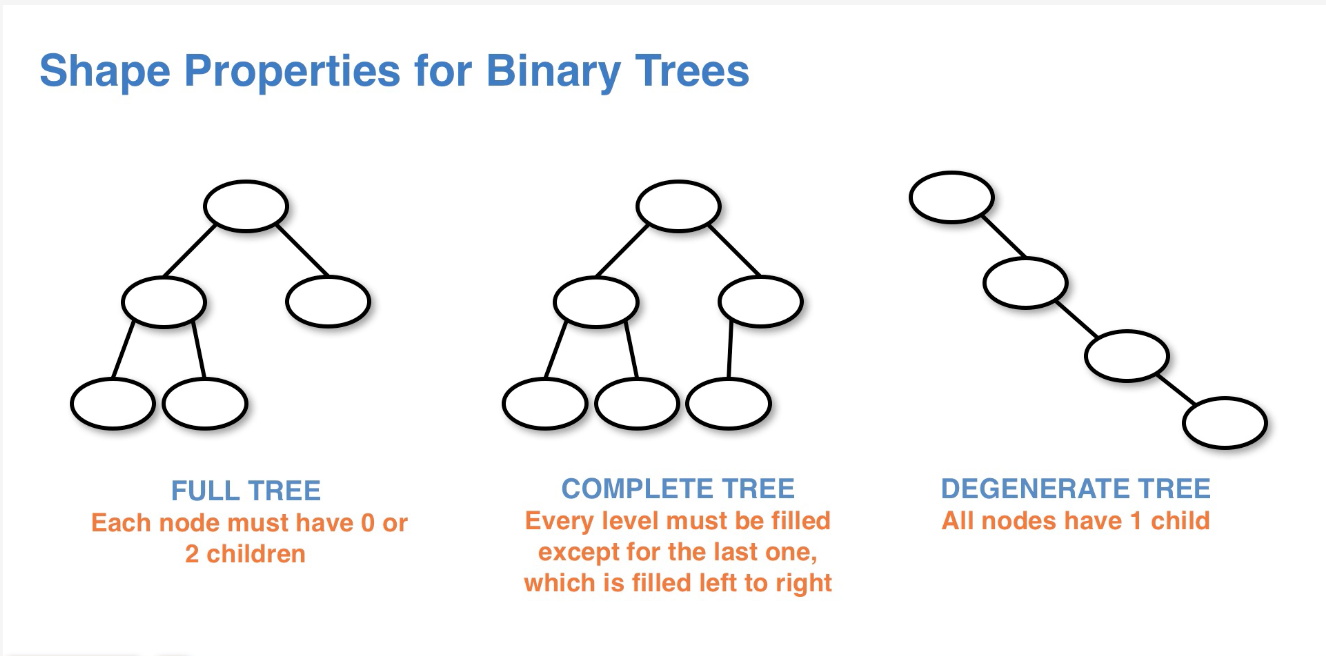 Shape Properties for Binary Trees
FULL TREE
Each node must have 0 or
2 children
COMPLETE TREE
Every level must be filled
except for the last one,
which is filled left to right
DEGENERATE TREE
All nodes have 1 child